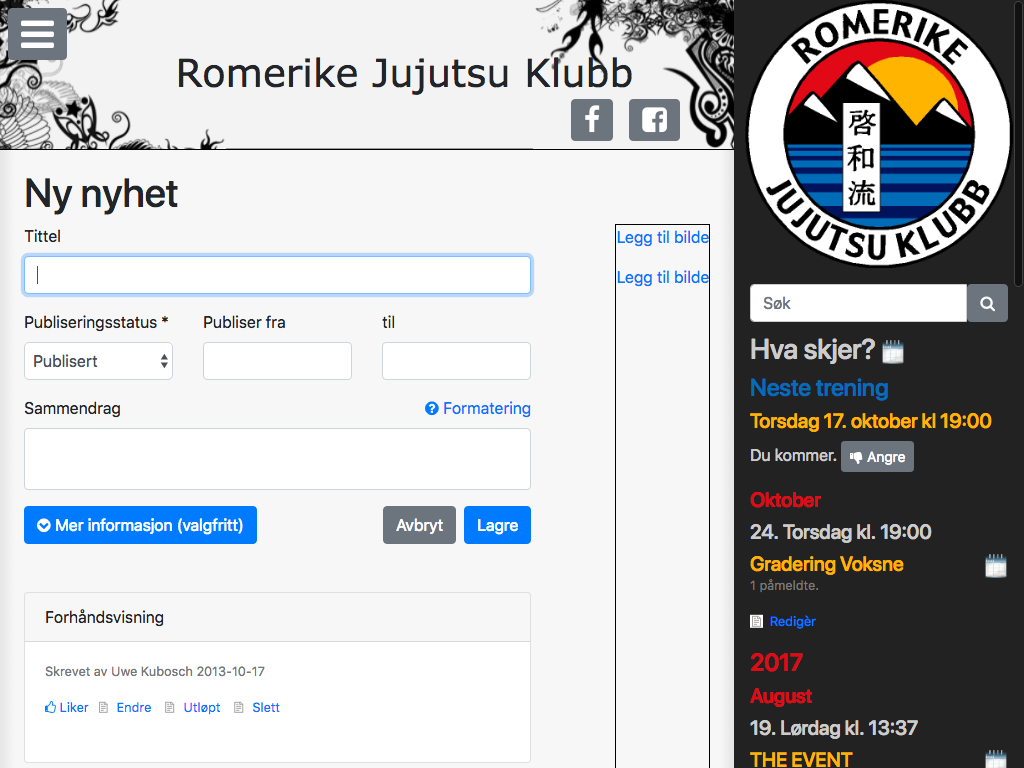 Romerike Jujutsu Klubb
Ny nyhet
Tittel
Publiseringsstatus *
Publiser fra
til
Publisert
Sammendrag
Formatering
Mer informasjon (valgfritt)
Avbryt
Lagre
Forhåndsvisning
Skrevet av Uwe Kubosch 2013-10-17
Liker
Endre
Utløpt
Slett
Legg til bilde
Legg til bilde
ROMERIKE
啓和流
JUJUTSU KLUBB
Søk
Hva skjer?
Neste trening
Torsdag 17. oktober kl 19:00
Du kommer.
Angre
Oktober
24. Torsdag kl. 19:00
Gradering Voksne
1 påmeldte.
Redigèr
2017
August
19. Lørdag kl. 13:37
THE EVENT